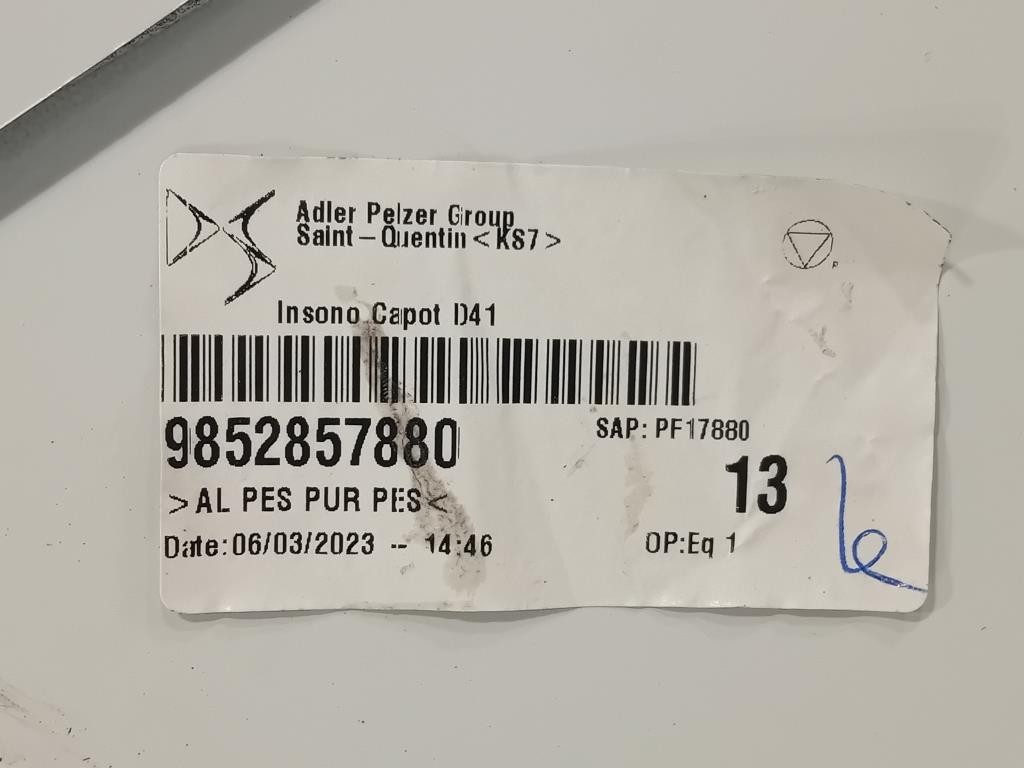 DS
Adler Pelzer Group
Saint-Quentin <KS7>
Insono Capot D41
9852857880
SAP: PF17880
>AL PES PUR PES<
13
Date:06/03/2023 -- 14:46
OP:Eq 1